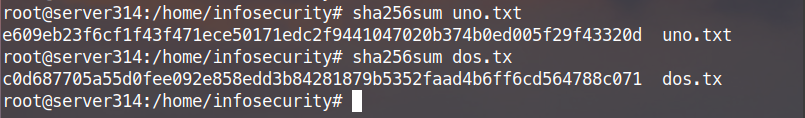 root@server314:/home/infosecurity# sha256sum uno.txt
e609eb23f6cf1f43f471ece50171edc2f9441047020b374b0ed005f29f43320d  uno.txt
root@server314:/home/infosecurity# sha256sum dos.tx
c0d687705a55d0fee092e858edd3b84281879b5352faad4b6ff6cd564788c071  dos.tx
root@server314:/home/infosecurity#